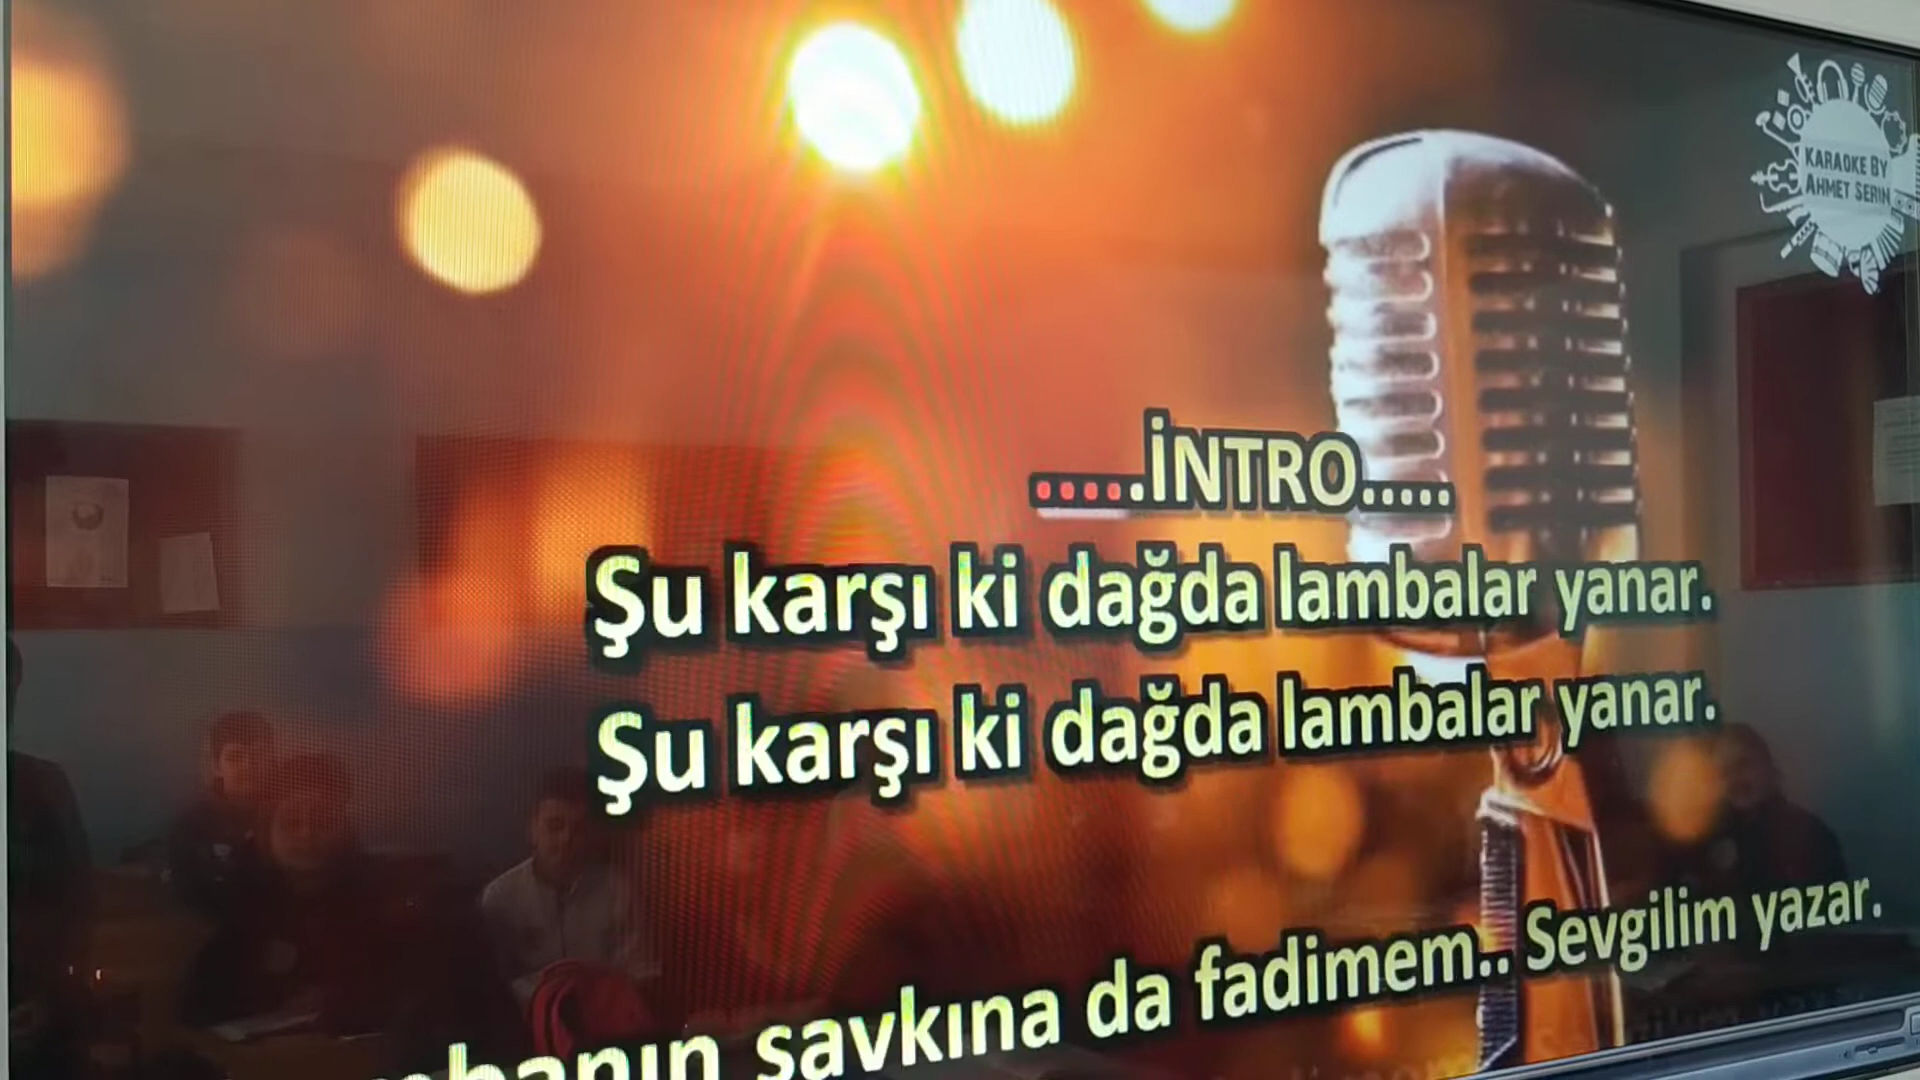 KARAOKE BY
AHMET SERİN
.....İNTRO.....
Şu karşı ki dağda lambalar yanar.
Şu karşı ki dağda lambalar yanar.
şavkına da fadimem.. Sevgilim yazar.